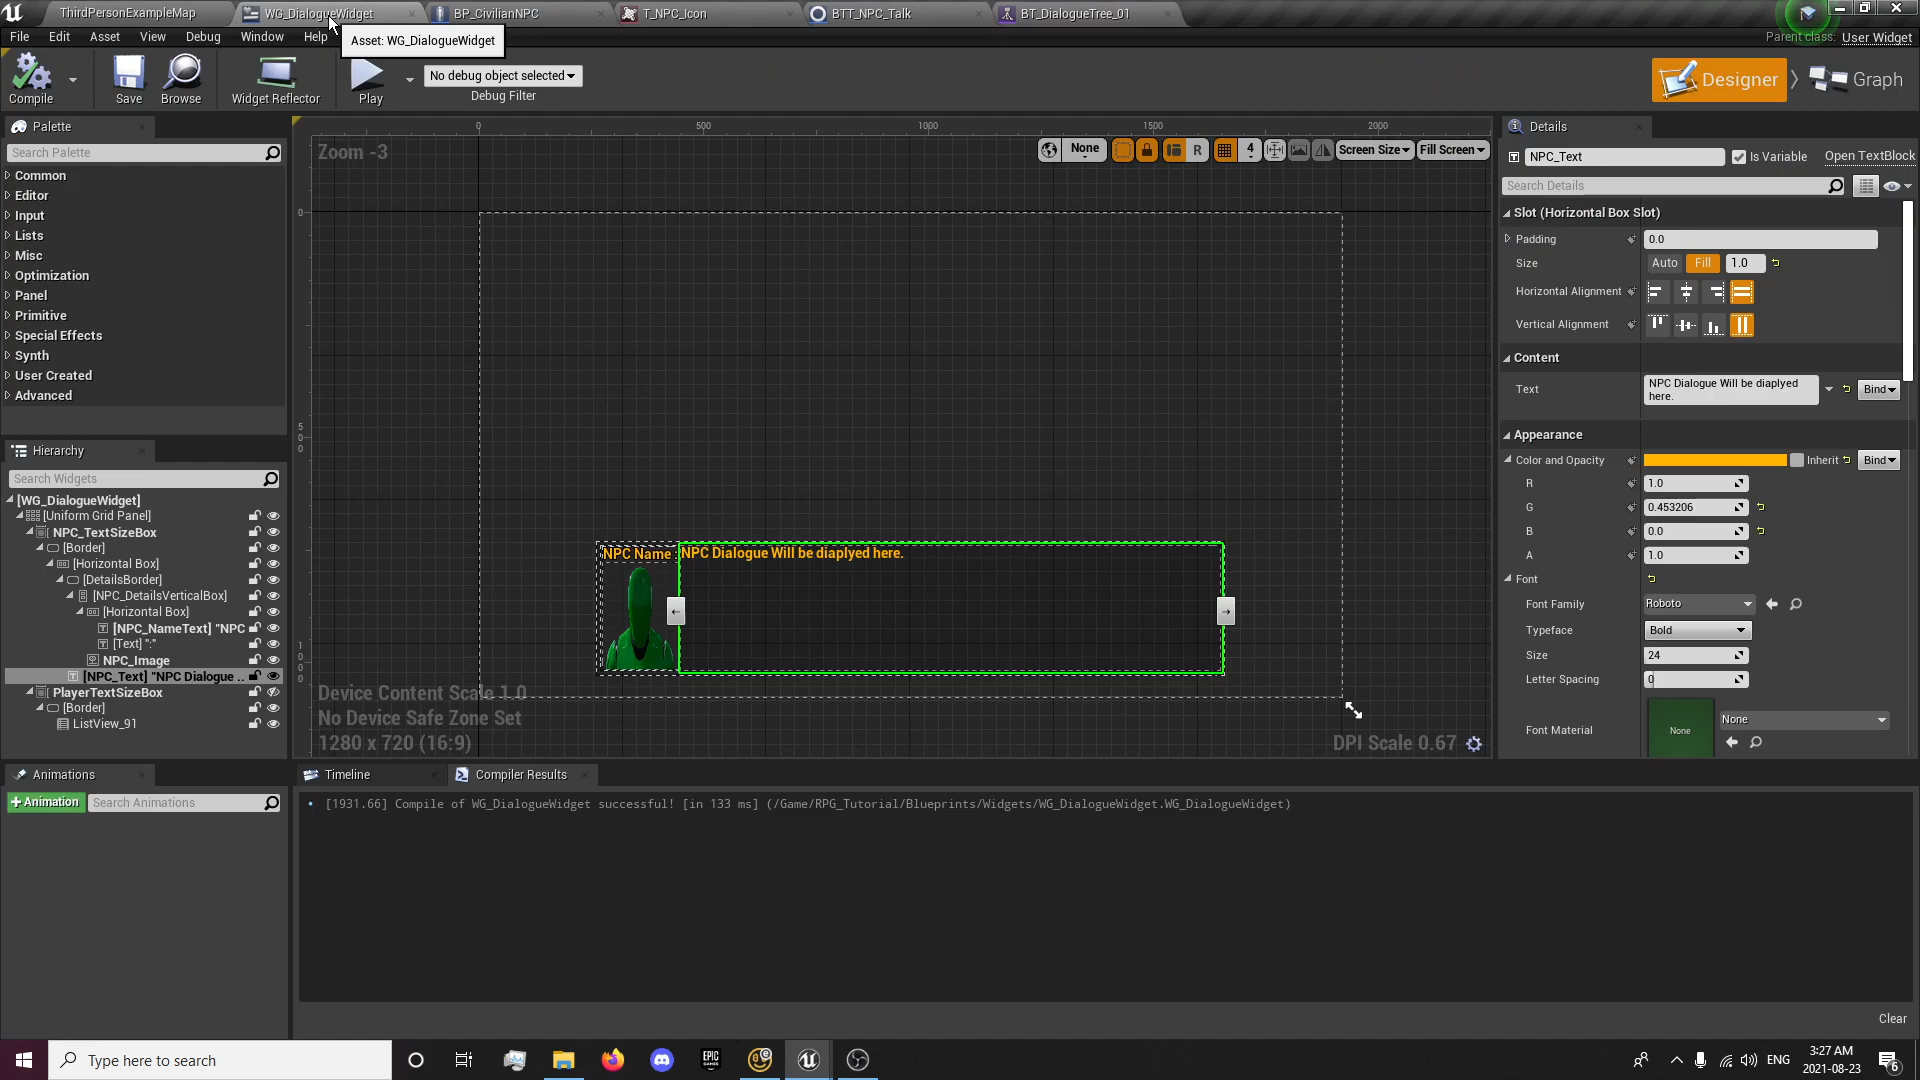 ThirdPersonExampleMap
WG_DialogueWidget
BP_CivilianNPC
T_NPC_Icon
BTT_NPC_Talk
BT_DialogueTree_01
File Edit Asset View Debug Window Help
Asset: WG_DialogueWidget
Parent class: User Widget
Compile
Save
Browse
Widget Reflector
Play
No debug object selected
Debug Filter
Designer
Graph
Palette
Search Palette
Common
Editor
Input
Lists
Misc
Optimization
Panel
Primitive
Special Effects
Synth
User Created
Advanced
Hierarchy
Search Widgets
[WG_DialogueWidget]
[Uniform Grid Panel]
NPC_TextSizeBox
[Border]
[Horizontal Box]
[DetailsBorder]
[NPC_DetailsVerticalBox]
[Horizontal Box]
[NPC_NameText] "NPC
[Text] ":"
NPC_Image
[NPC_Text] "NPC Dialogue ..
PlayerTextSizeBox
[Border]
ListView_91
Animations
+Animation
Search Animations
0 500 1000 1500 2000
Zoom -3
None
R
4
Screen Size
Fill Screen
0
500
1000
NPC Name :
NPC Dialogue Will be diaplyed here.
Device Content Scale 1.0
No Device Safe Zone Set
1280 x 720 (16:9)
DPI Scale 0.67
Details
NPC_Text
Is Variable
Open TextBlock
Search Details
Slot (Horizontal Box Slot)
Padding 0.0
Size Auto Fill 1.0
Horizontal Alignment
Vertical Alignment
Content
Text
NPC Dialogue Will be diaplyed
here.
Bind
Appearance
Color and Opacity Inherit Bind
R 1.0
G 0.453206
B 0.0
A 1.0
Font
Font Family Roboto
Typeface Bold
Size 24
Letter Spacing 0
Font Material None None
Timeline
Compiler Results
[1931.66] Compile of WG_DialogueWidget successful! [in 133 ms] (/Game/RPG_Tutorial/Blueprints/Widgets/WG_DialogueWidget.WG_DialogueWidget)
Clear
Type here to search
EPIC
GAMES
ENG
3:27 AM
2021-08-23
6